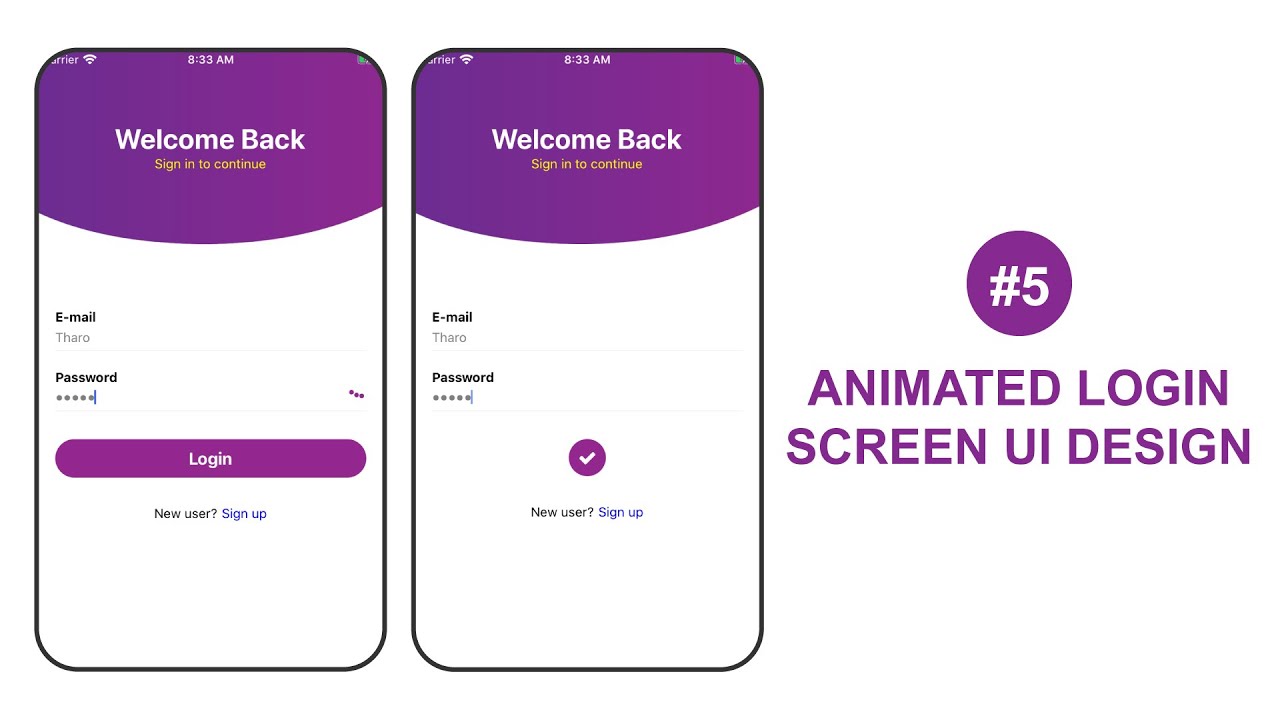 8:33 AM
Welcome Back
Sign in to continue
E-mail
Tharo
Password
•••••
Login
New user? Sign up
8:33 AM
Welcome Back
Sign in to continue
E-mail
Tharo
Password
•••••
New user? Sign up
#5
ANIMATED LOGIN
SCREEN UI DESIGN